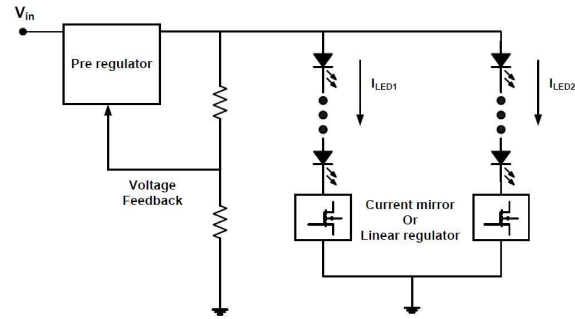 Vin
Pre regulator
ILED1
ILED2
Voltage
Feedback
Current mirror
Or
Linear regulator